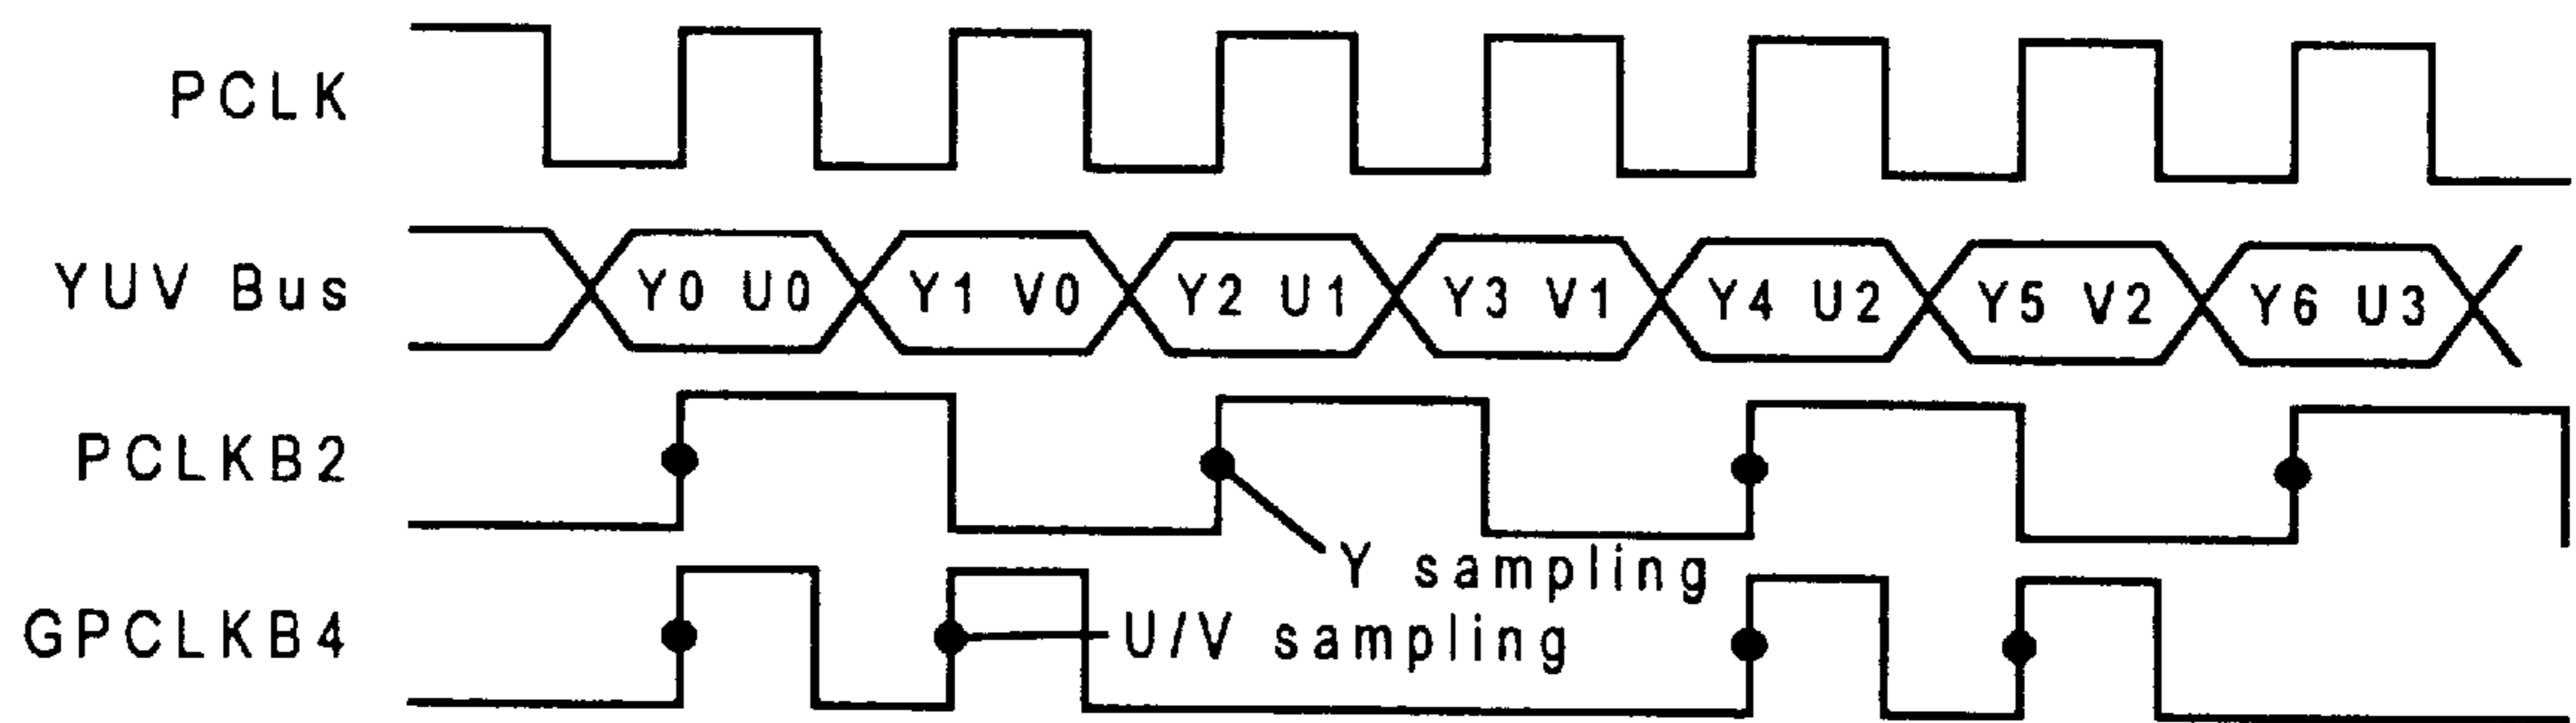 PCLK
YUV Bus
Y0 U0
Y1 V0
Y2 U1
Y3 V1
Y4 U2
Y5 V2
Y6 U3
PCLKB2
Y sampling
GPCLKB4
U/V sampling